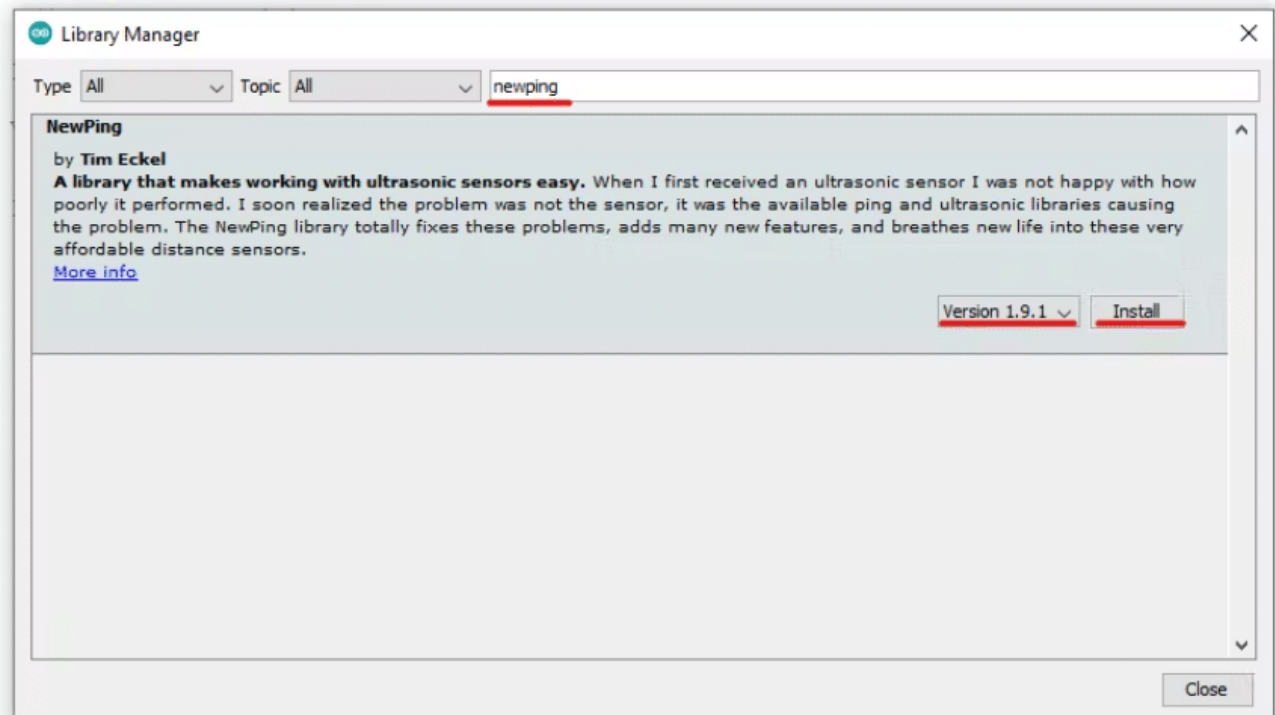 Library Manager
Type All Topic All newping
NewPing
by Tim Eckel
A library that makes working with ultrasonic sensors easy. When I first received an ultrasonic sensor I was not happy with how
poorly it performed. I soon realized the problem was not the sensor, it was the available ping and ultrasonic libraries causing
the problem. The NewPing library totally fixes these problems, adds many new features, and breathes new life into these very
affordable distance sensors.
More info
Version 1.9.1 Install
Close